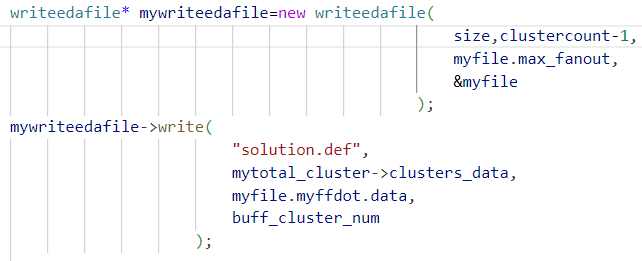 writeedafile* mywriteedafile=new writeedafile(
size,clustercount-1,
myfile.max_fanout,
&myfile
);
mywriteedafile->write(
"solution.def",
mytotal_cluster->clusters_data,
myfile.myffdot.data,
buff_cluster_num
);